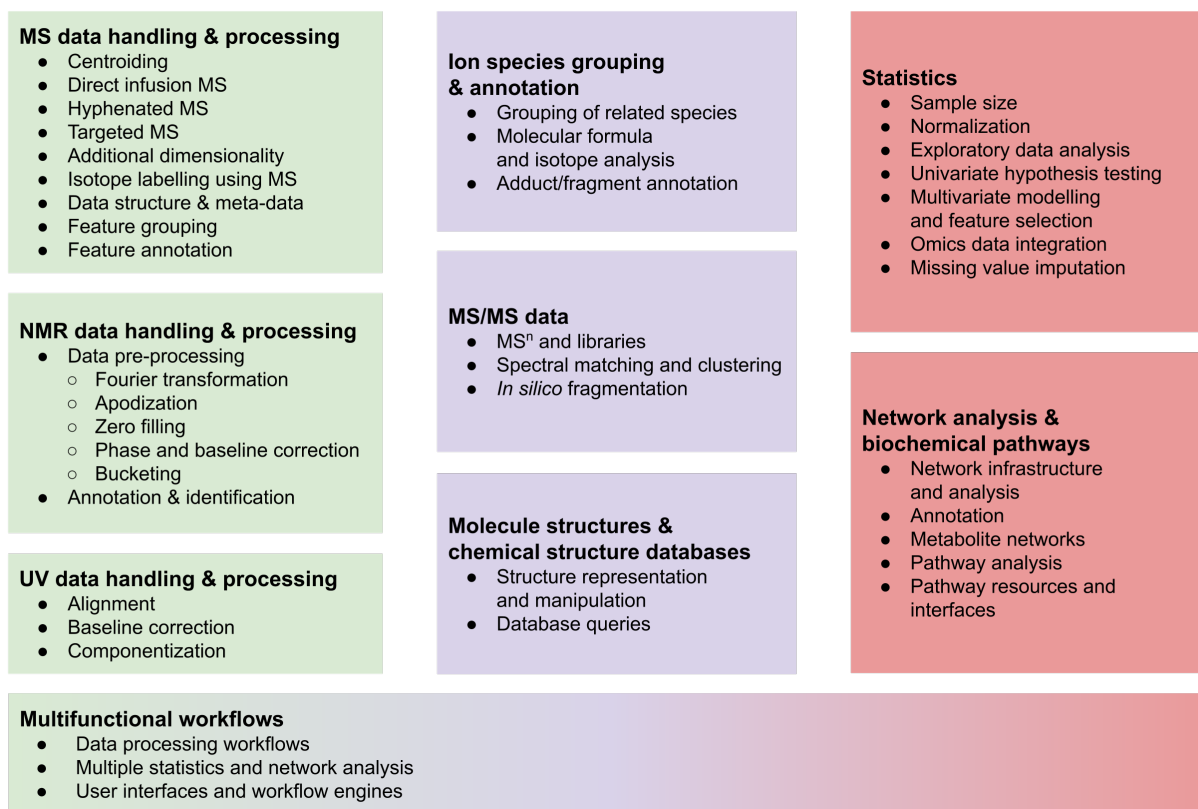 MS data handling & processing
● Centroiding
● Direct infusion MS
● Hyphenated MS
● Targeted MS
● Additional dimensionality
● Isotope labelling using MS
● Data structure & meta-data
● Feature grouping
● Feature annotation
NMR data handling & processing
● Data pre-processing
○ Fourier transformation
○ Apodization
○ Zero filling
○ Phase and baseline correction
○ Bucketing
● Annotation & identification
UV data handling & processing
● Alignment
● Baseline correction
● Componentization
Ion species grouping
& annotation
● Grouping of related species
● Molecular formula
and isotope analysis
● Adduct/fragment annotation
MS/MS data
● MSⁿ and libraries
● Spectral matching and clustering
● In silico fragmentation
Molecule structures &
chemical structure databases
● Structure representation
and manipulation
● Database queries
Statistics
● Sample size
● Normalization
● Exploratory data analysis
● Univariate hypothesis testing
● Multivariate modelling
and feature selection
● Omics data integration
● Missing value imputation
Network analysis &
biochemical pathways
● Network infrastructure
and analysis
● Annotation
● Metabolite networks
● Pathway analysis
● Pathway resources and
interfaces
Multifunctional workflows
● Data processing workflows
● Multiple statistics and network analysis
● User interfaces and workflow engines